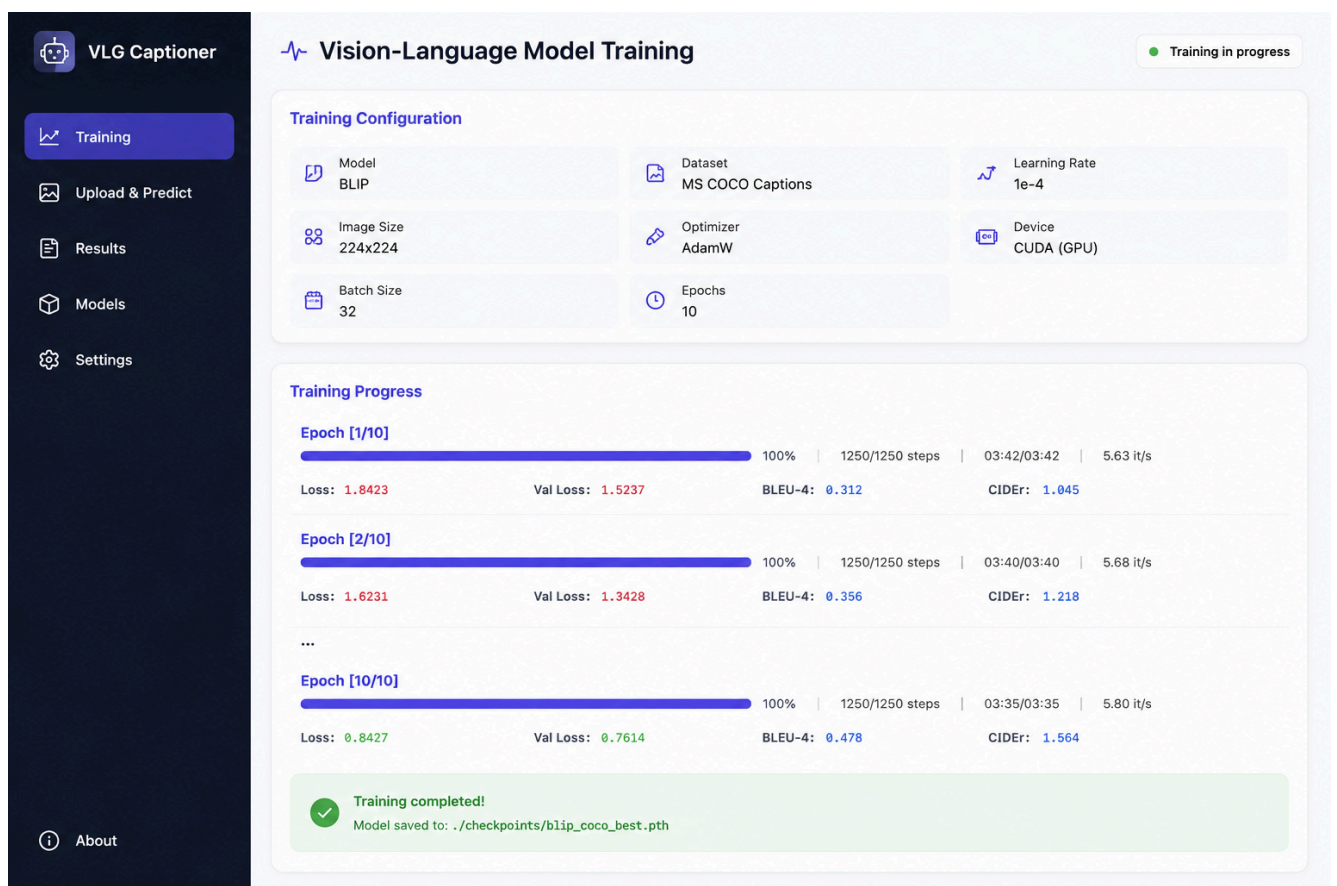 VLG Captioner
Training
Upload & Predict
Results
Models
Settings
About
Vision-Language Model Training
Training in progress
Training Configuration
Model
BLIP
Dataset
MS COCO Captions
Learning Rate
1e-4
Image Size
224x224
Optimizer
AdamW
Device
CUDA (GPU)
Batch Size
32
Epochs
10
Training Progress
Epoch [1/10]
100% | 1250/1250 steps | 03:42/03:42 | 5.63 it/s
Loss: 1.8423 Val Loss: 1.5237 BLEU-4: 0.312 CIDEr: 1.045
Epoch [2/10]
100% | 1250/1250 steps | 03:40/03:40 | 5.68 it/s
Loss: 1.6231 Val Loss: 1.3428 BLEU-4: 0.356 CIDEr: 1.218
...
Epoch [10/10]
100% | 1250/1250 steps | 03:35/03:35 | 5.80 it/s
Loss: 0.8427 Val Loss: 0.7614 BLEU-4: 0.478 CIDEr: 1.564
Training completed!
Model saved to: ./checkpoints/blip_coco_best.pth